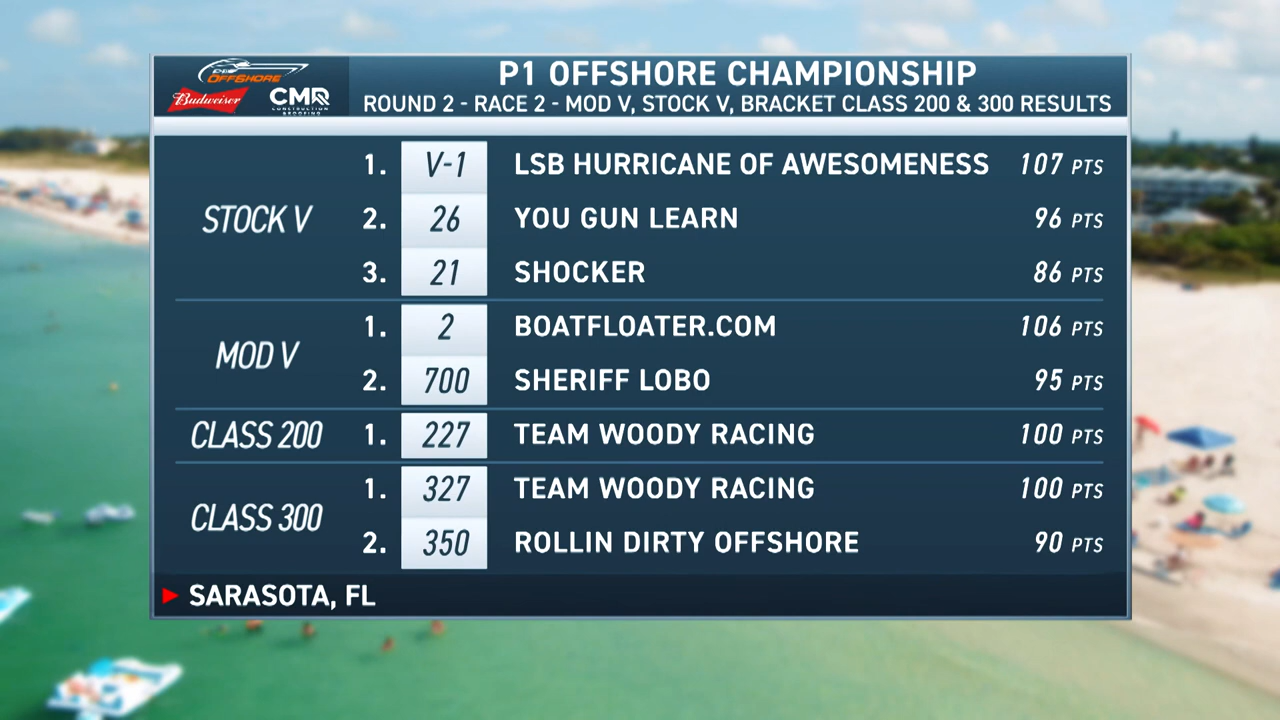 OFFSHORE
Budweiser
CMR
CONSTRUCTION
& ROOFING
P1 OFFSHORE CHAMPIONSHIP
ROUND 2 - RACE 2 - MOD V, STOCK V, BRACKET CLASS 200 & 300 RESULTS
STOCK V
1. V-1 LSB HURRICANE OF AWESOMENESS 107 PTS
2. 26 YOU GUN LEARN 96 PTS
3. 21 SHOCKER 86 PTS
MOD V
1. 2 BOATFLOATER.COM 106 PTS
2. 700 SHERIFF LOBO 95 PTS
CLASS 200
1. 227 TEAM WOODY RACING 100 PTS
CLASS 300
1. 327 TEAM WOODY RACING 100 PTS
2. 350 ROLLIN DIRTY OFFSHORE 90 PTS
SARASOTA, FL